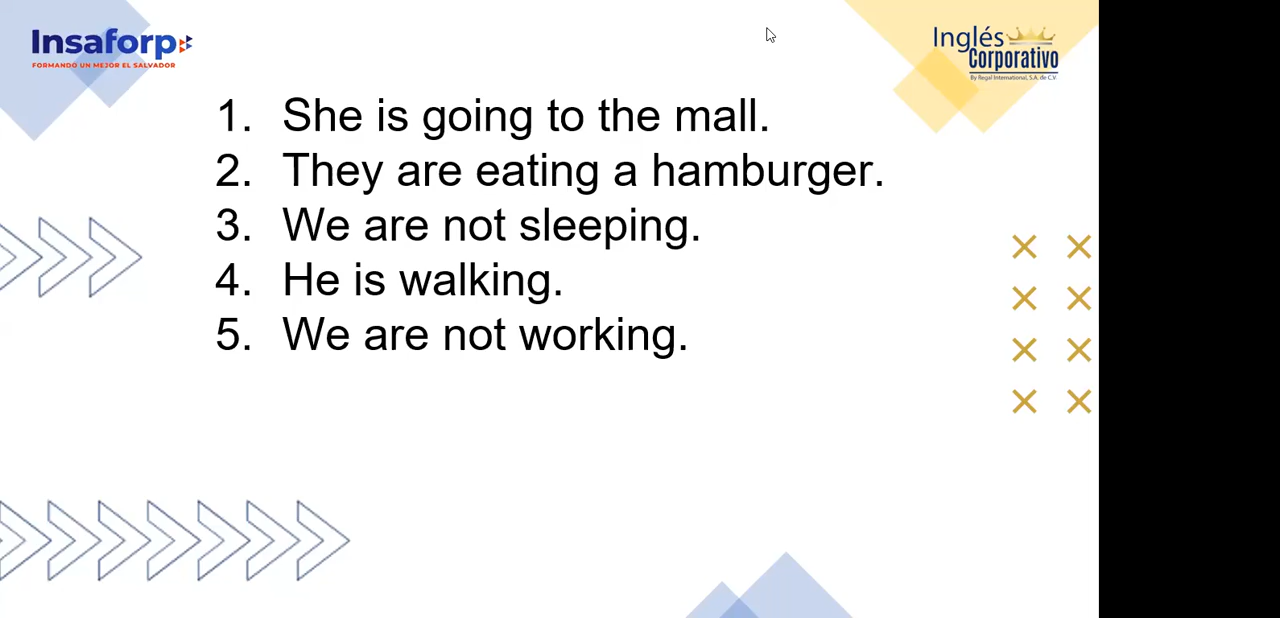 Insaforp
FORMANDO UN MEJOR EL SALVADOR
Inglés
Corporativo
By Regal International, S.A. de C.V.
1. She is going to the mall.
2. They are eating a hamburger.
3. We are not sleeping.
4. He is walking.
5. We are not working.